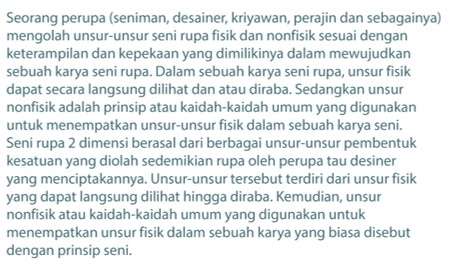 Seorang perupa (seniman, desainer, kriyawan, perajin dan sebagainya)
mengolah unsur-unsur seni rupa fisik dan nonfisik sesuai dengan
keterampilan dan kepekaan yang dimilikinya dalam mewujudkan
sebuah karya seni rupa. Dalam sebuah karya seni rupa, unsur fisik
dapat secara langsung dilihat dan atau diraba. Sedangkan unsur
nonfisik adalah prinsip atau kaidah-kaidah umum yang digunakan
untuk menempatkan unsur-unsur fisik dalam sebuah karya seni.
Seni rupa 2 dimensi berasal dari berbagai unsur-unsur pembentuk
kesatuan yang diolah sedemikian rupa oleh perupa tau desiner
yang menciptakannya. Unsur-unsur tersebut terdiri dari unsur fisik
yang dapat langsung dilihat hingga diraba. Kemudian, unsur
nonfisik atau kaidah-kaidah umum yang digunakan untuk
menempatkan unsur fisik dalam sebuah karya yang biasa disebut
dengan prinsip seni.